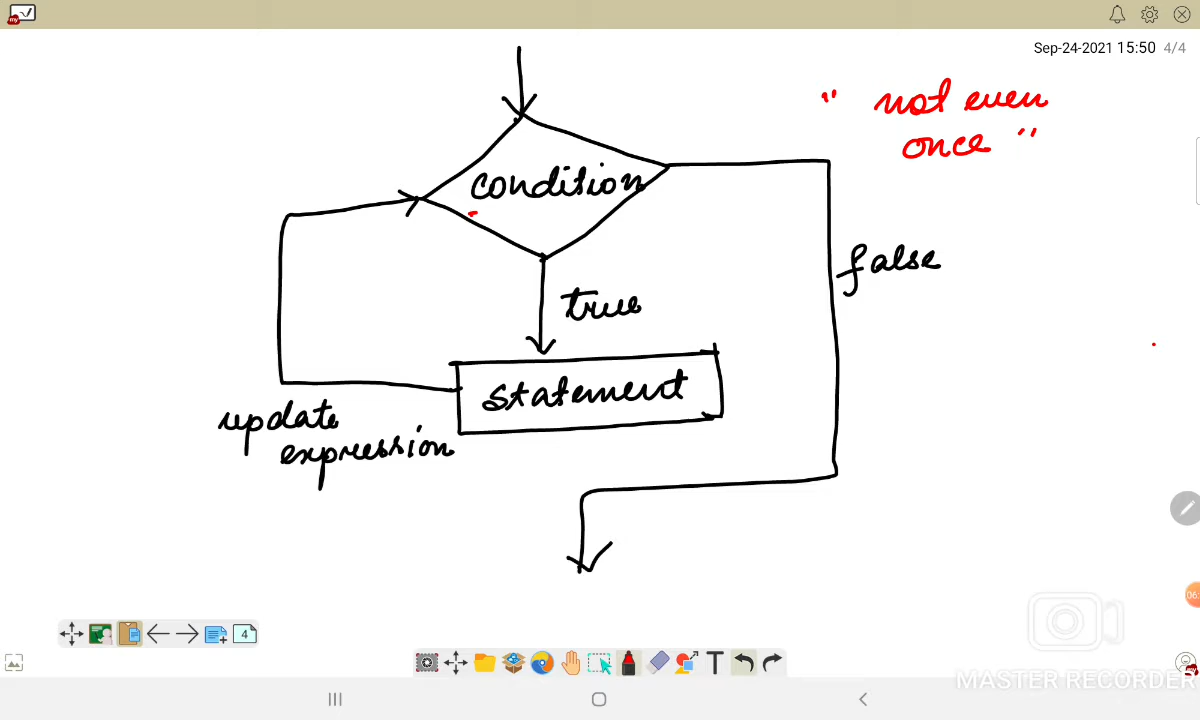 Sep-24-2021 15:50 4/4
" not even
once "
condition
false
true
statement
update
expression
4
T
06:
MASTER RECORDER